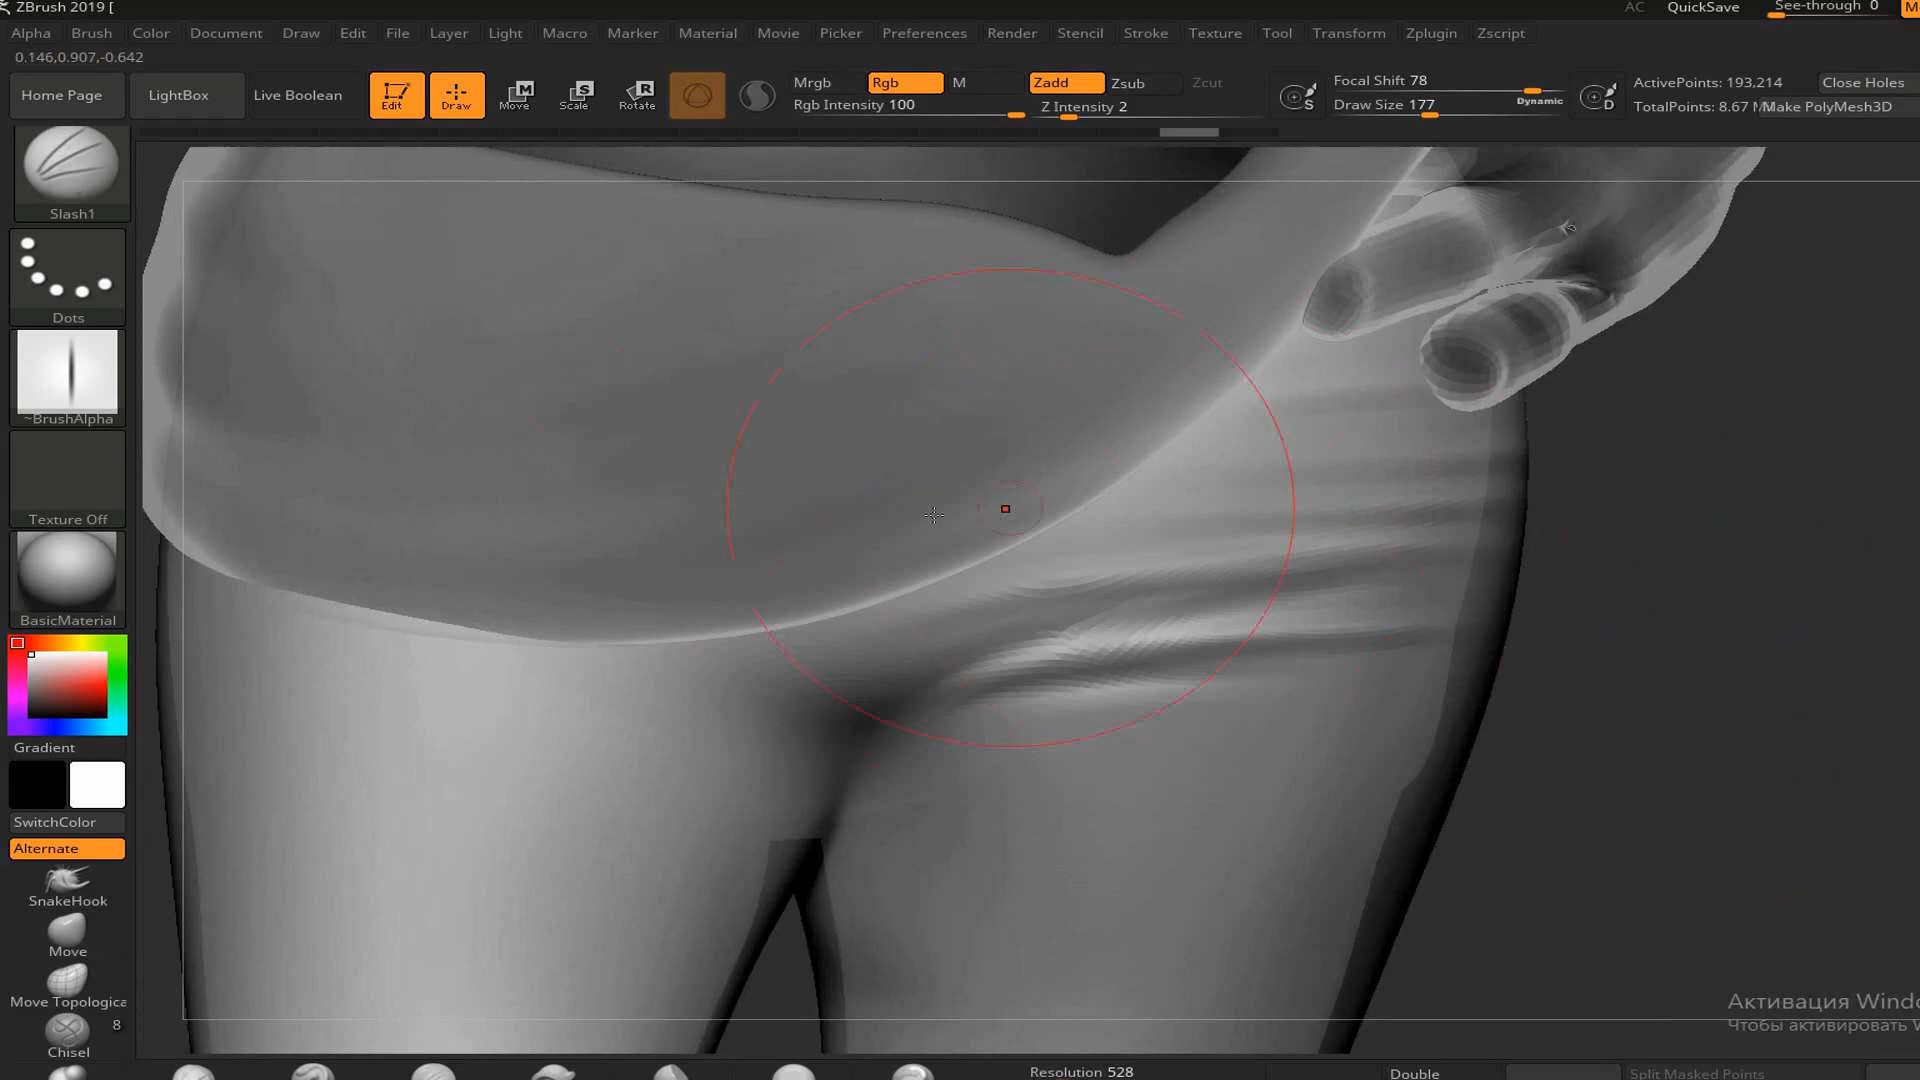 ZBrush 2019 [
AC
QuickSave
See-through 0
Alpha Brush Color Document Draw Edit File Layer Light Macro Marker Material Movie Picker Preferences Render Stencil Stroke Texture Tool Transform Zplugin Zscript
0.146,0.907,-0.642
Home Page
LightBox
Live Boolean
Edit
Draw
Move
Scale
Rotate
Mrgb
Rgb
M
Zadd
Zsub
Zcut
Rgb Intensity 100
Z Intensity 2
S
Focal Shift 78
Draw Size 177
Dynamic
D
ActivePoints: 193,214
TotalPoints: 8.67
Close Holes
Make PolyMesh3D
Slash1
Dots
~BrushAlpha
Texture Off
BasicMaterial
Gradient
SwitchColor
Alternate
SnakeHook
Move
Move Topologica
8
Chisel
Активация Windo
Чтобы активировать
Resolution 528
Double
Split Masked Points